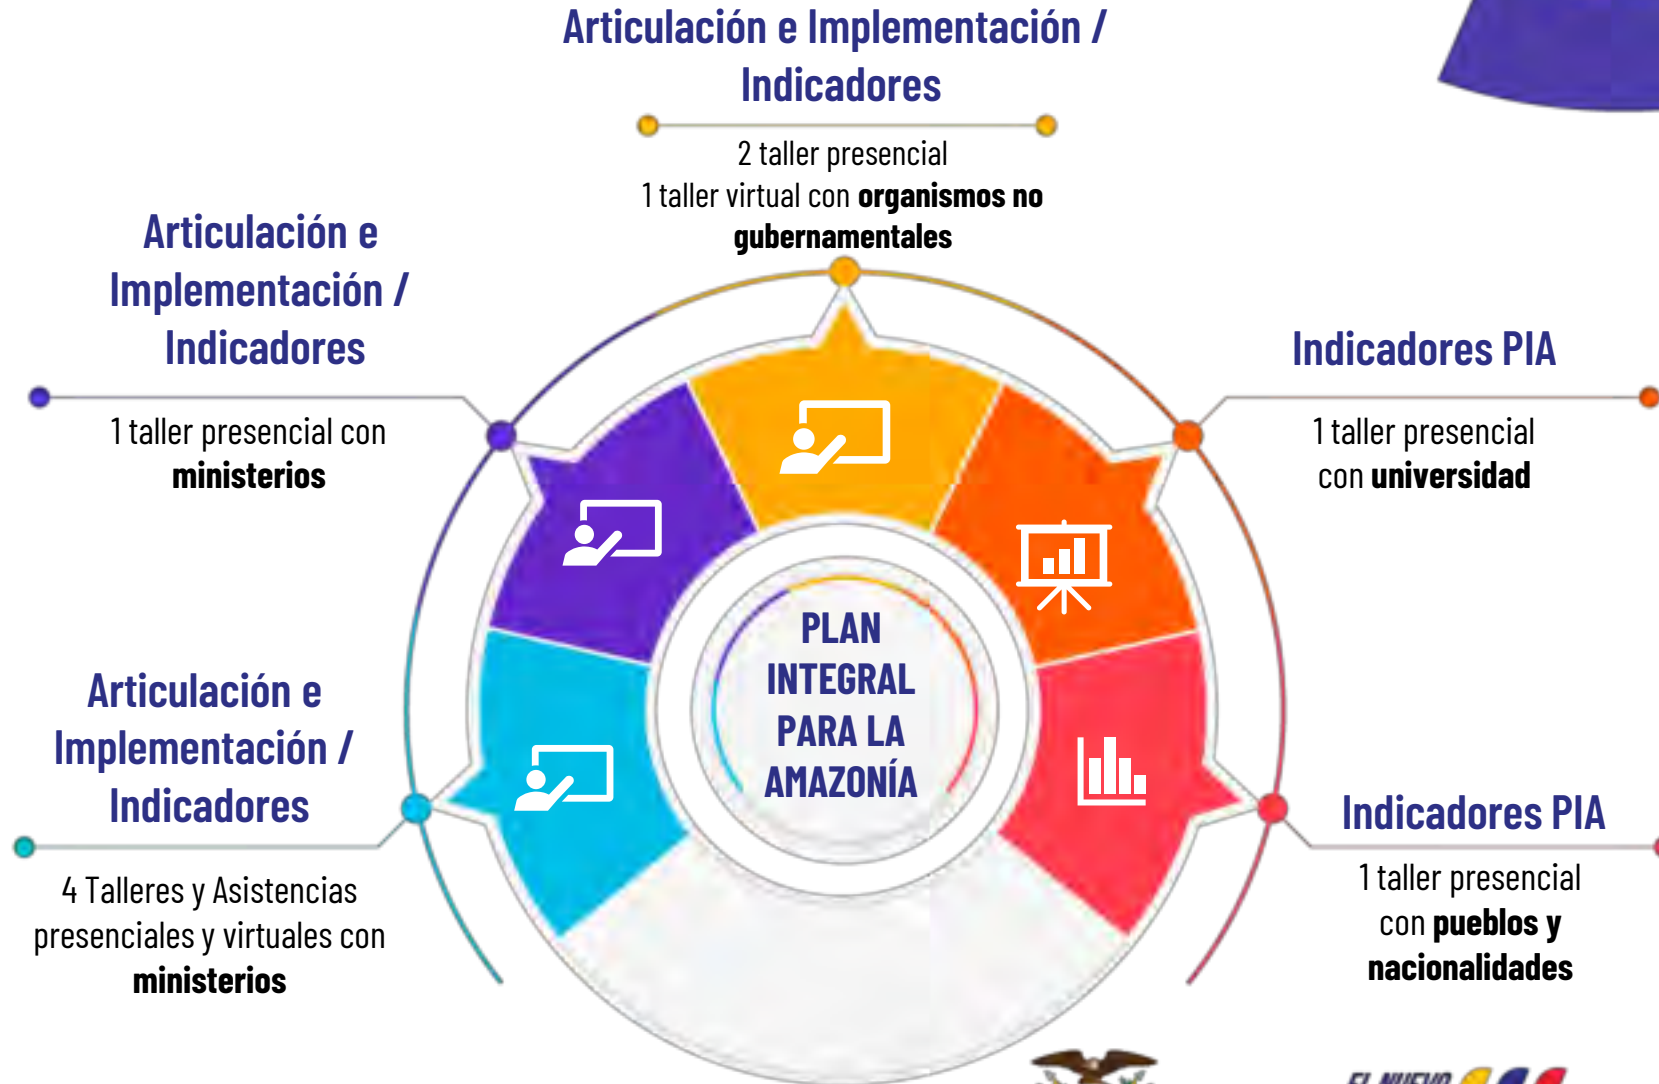 Articulación e Implementación /
Indicadores
2 taller presencial
1 taller virtual con organismos no
gubernamentales
Articulación e
Implementación /
Indicadores
1 taller presencial con
ministerios
Indicadores PIA
1 taller presencial
con universidad
PLAN
INTEGRAL
PARA LA
AMAZONÍA
Articulación e
Implementación /
Indicadores
4 Talleres y Asistencias
presenciales y virtuales con
ministerios
Indicadores PIA
1 taller presencial
con pueblos y
nacionalidades
EL NUEVO